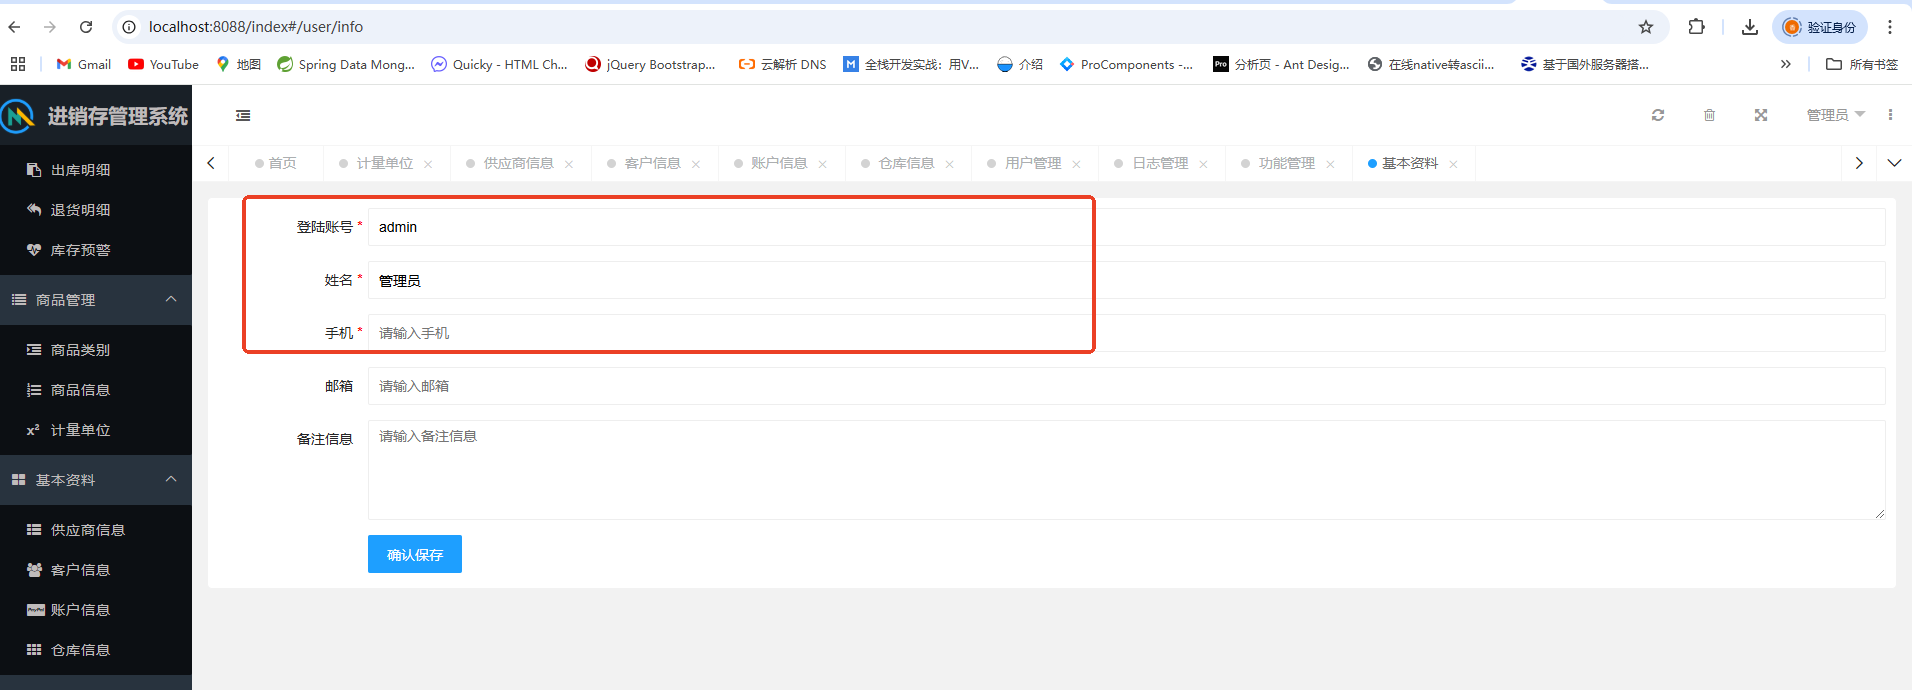 localhost:8088/index#/user/info
验证身份
Gmail
YouTube
地图
Spring Data Mong...
Quicky - HTML Ch...
jQuery Bootstrap...
云解析 DNS
全栈开发实战：用V...
介绍
ProComponents -...
Pro
分析页 - Ant Desig...
在线native转ascii...
基于国外服务器搭...
所有书签
进销存管理系统
管理员
首页
计量单位
供应商信息
客户信息
账户信息
仓库信息
用户管理
日志管理
功能管理
基本资料
出库明细
退货明细
库存预警
商品管理
商品类别
商品信息
x² 计量单位
基本资料
供应商信息
客户信息
PayPal 账户信息
仓库信息
登陆账号 * admin
姓名 * 管理员
手机 * 请输入手机
邮箱 请输入邮箱
备注信息 请输入备注信息
确认保存